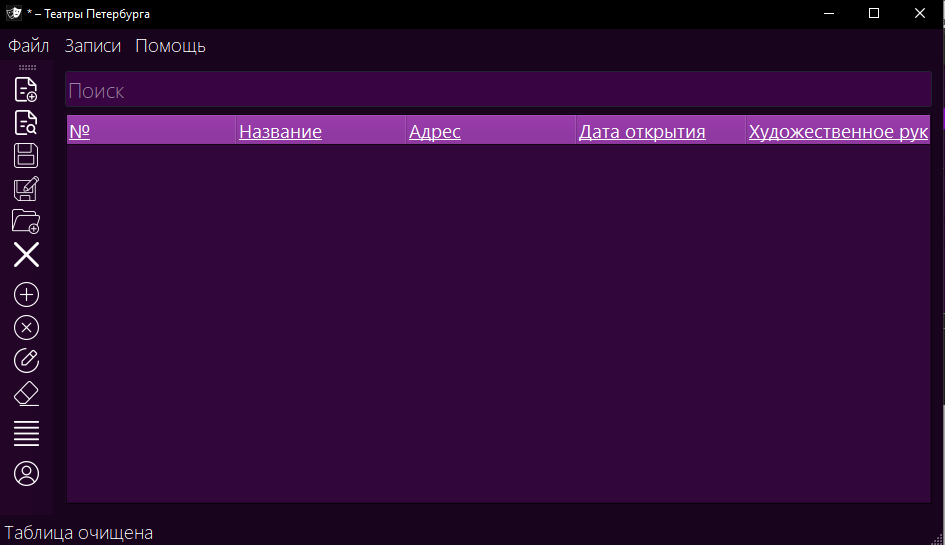 * – Театры Петербурга
Файл Записи Помощь
Поиск
№ Название Адрес Дата открытия Художественное рук
Таблица очищена